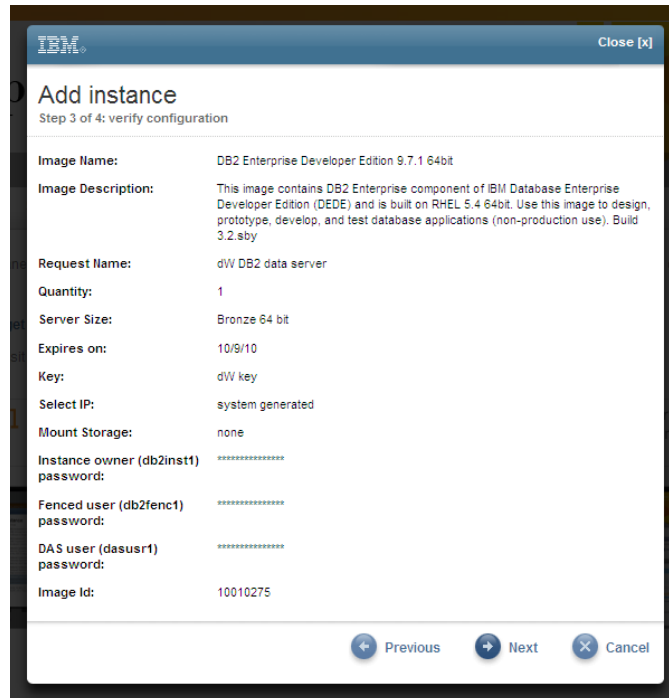 IBM®
Close [x]
Add instance
Step 3 of 4: verify configuration
Image Name: DB2 Enterprise Developer Edition 9.7.1 64bit
Image Description: This image contains DB2 Enterprise component of IBM Database Enterprise
Developer Edition (DEDE) and is built on RHEL 5.4 64bit. Use this image to design,
prototype, develop, and test database applications (non-production use). Build
3.2.sby
Request Name: dW DB2 data server
Quantity: 1
Server Size: Bronze 64 bit
Expires on: 10/9/10
Key: dW key
Select IP: system generated
Mount Storage: none
Instance owner (db2inst1) ***************
password:
Fenced user (db2fenc1) ***************
password:
DAS user (dasusr1) ***************
password:
Image Id: 10010275
Previous Next Cancel